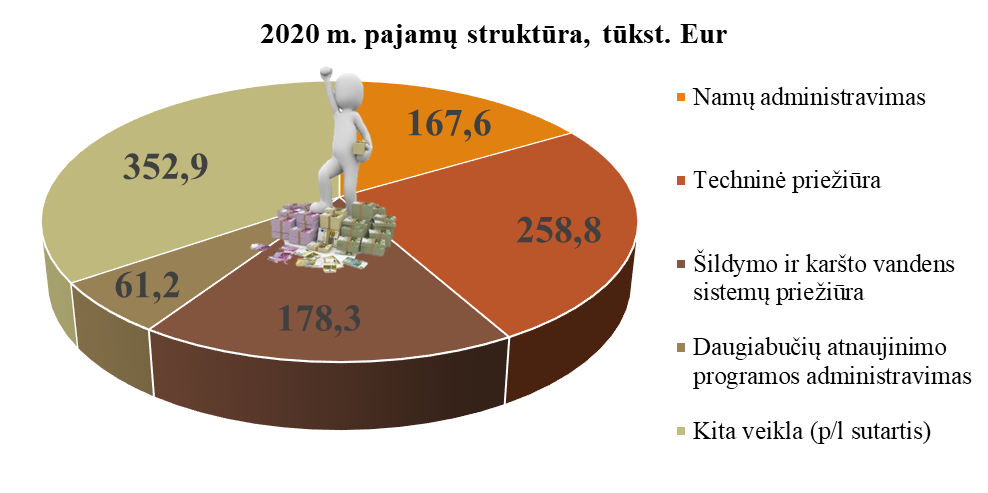 2020 m. pajamų struktūra, tūkst. Eur
352,9
167,6
258,8
178,3
61,2
Namų administravimas
Techninė priežiūra
Šildymo ir karšto vandens
sistemų priežiūra
Daugiabučių atnaujinimo
programos administravimas
Kita veikla (p/l sutartis)